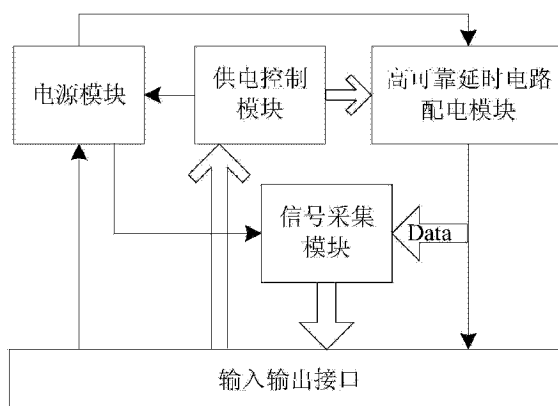 电源模块
供电控制
模块
高可靠延时电路
配电模块
信号采集
模块
Data
输入输出接口